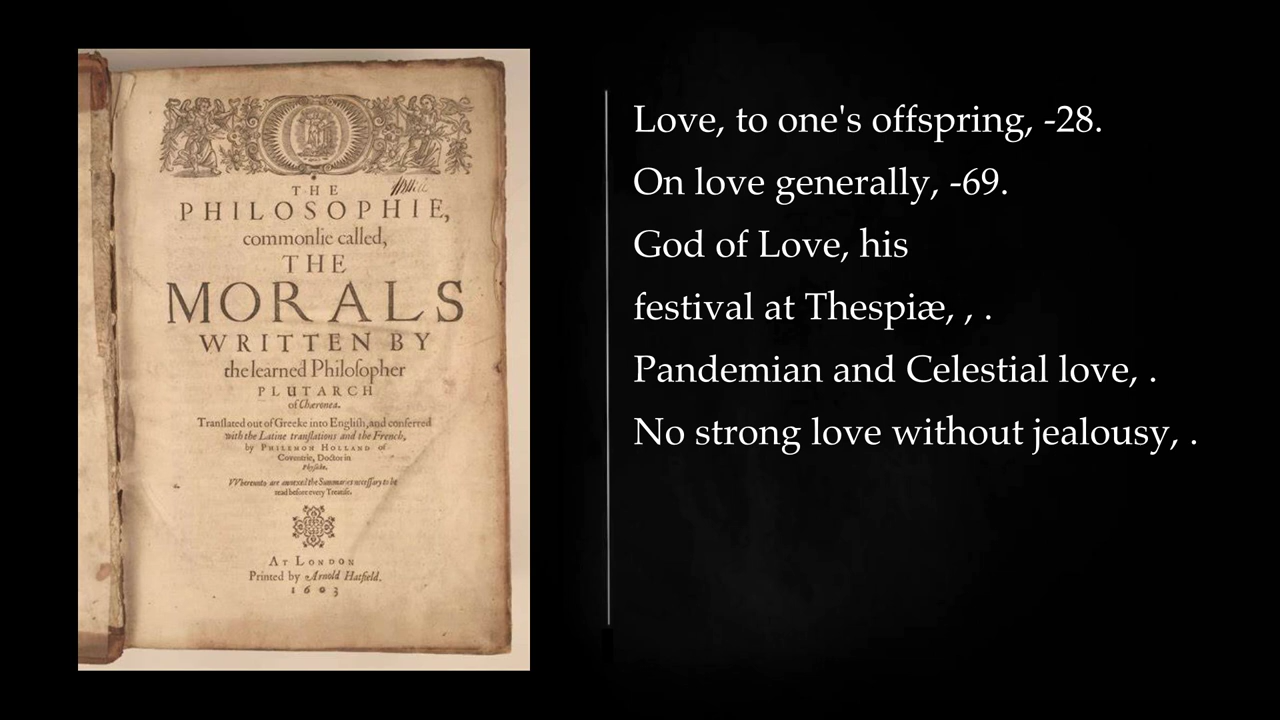 THE
PHILOSOPHIE,
commonlie called,
THE
MORALS
WRITTEN BY
the learned Philoſopher
PLUTARCH
of Chæronea.
Tranſlated out of Greeke into Engliſh, and conferred
with the Latine tranſlations and the French,
by PHILEMON HOLLAND of
Coventrie, Doctor in
Phyſicke.
VVhereunto are annexed the Summaries neceſſary to be
read before every Treatiſe.
AT LONDON
Printed by Arnold Hatfield.
1603
Love, to one's offspring, -28.
On love generally, -69.
God of Love, his
festival at Thespiæ, , .
Pandemian and Celestial love, .
No strong love without jealousy, .